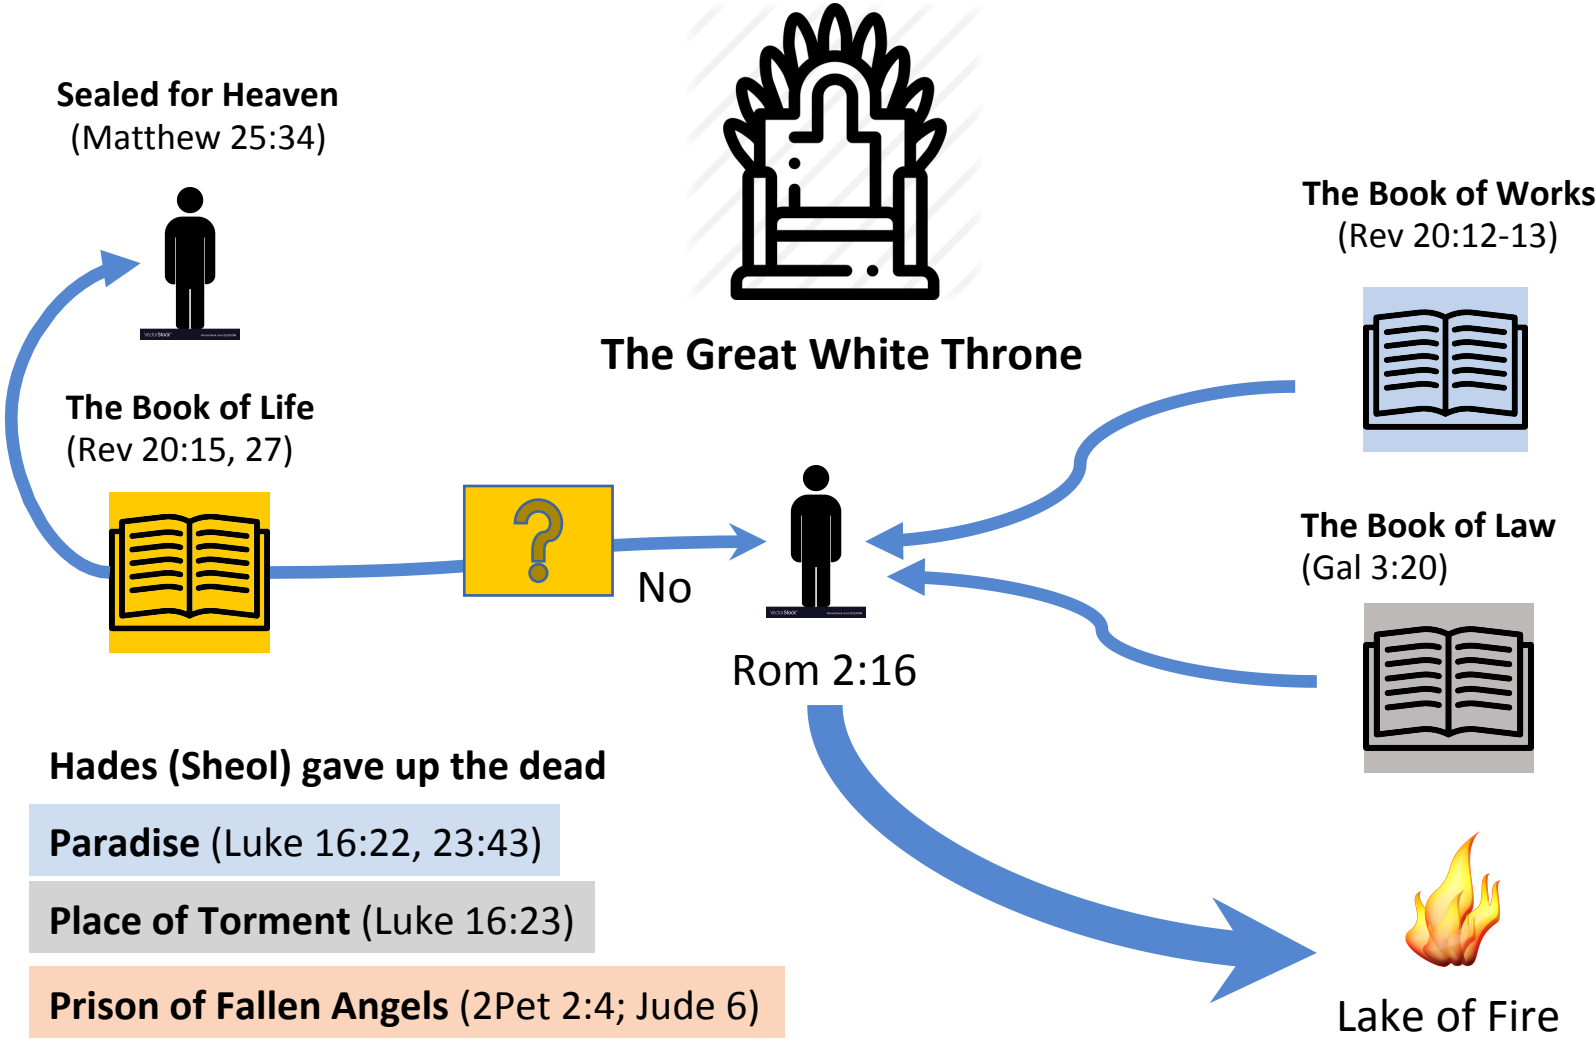 Sealed for Heaven
(Matthew 25:34)
VectorStock
The Great White Throne
The Book of Works
(Rev 20:12-13)
The Book of Life
(Rev 20:15, 27)
?
No
VectorStock
Rom 2:16
The Book of Law
(Gal 3:20)
Hades (Sheol) gave up the dead
Paradise (Luke 16:22, 23:43)
Place of Torment (Luke 16:23)
Prison of Fallen Angels (2Pet 2:4; Jude 6)
Lake of Fire